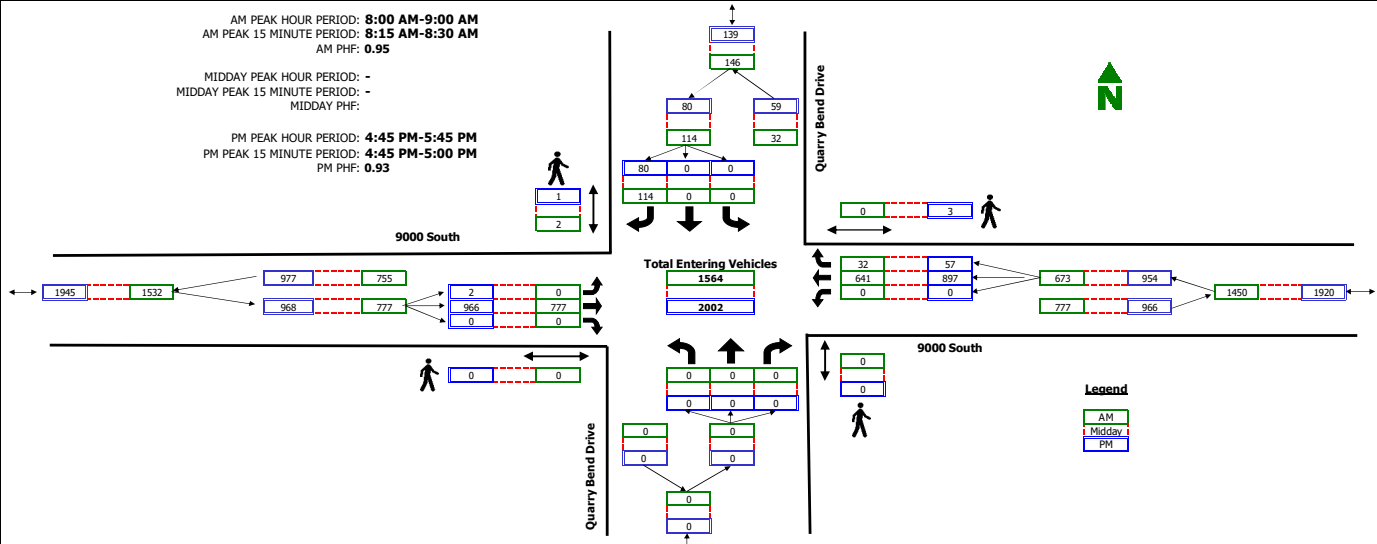 AM PEAK HOUR PERIOD: 8:00 AM-9:00 AM
AM PEAK 15 MINUTE PERIOD: 8:15 AM-8:30 AM
AM PHF: 0.95
MIDDAY PEAK HOUR PERIOD: -
MIDDAY PEAK 15 MINUTE PERIOD: -
MIDDAY PHF:
PM PEAK HOUR PERIOD: 4:45 PM-5:45 PM
PM PEAK 15 MINUTE PERIOD: 4:45 PM-5:00 PM
PM PHF: 0.93
139
146
80 59
114 32
80 0 0
114 0 0
Quarry Bend Drive
N
1
2
0 3
9000 South
977 755
1945 1532
968 777
2 0
966 777
0 0
Total Entering Vehicles
1564
2002
32 57
641 897
0 0
673 954
777 966
1450 1920
0 0
0 0 0
0 0 0
0 0
0 0
0
0
Quarry Bend Drive
9000 South
0
0
Legend
AM
Midday
PM